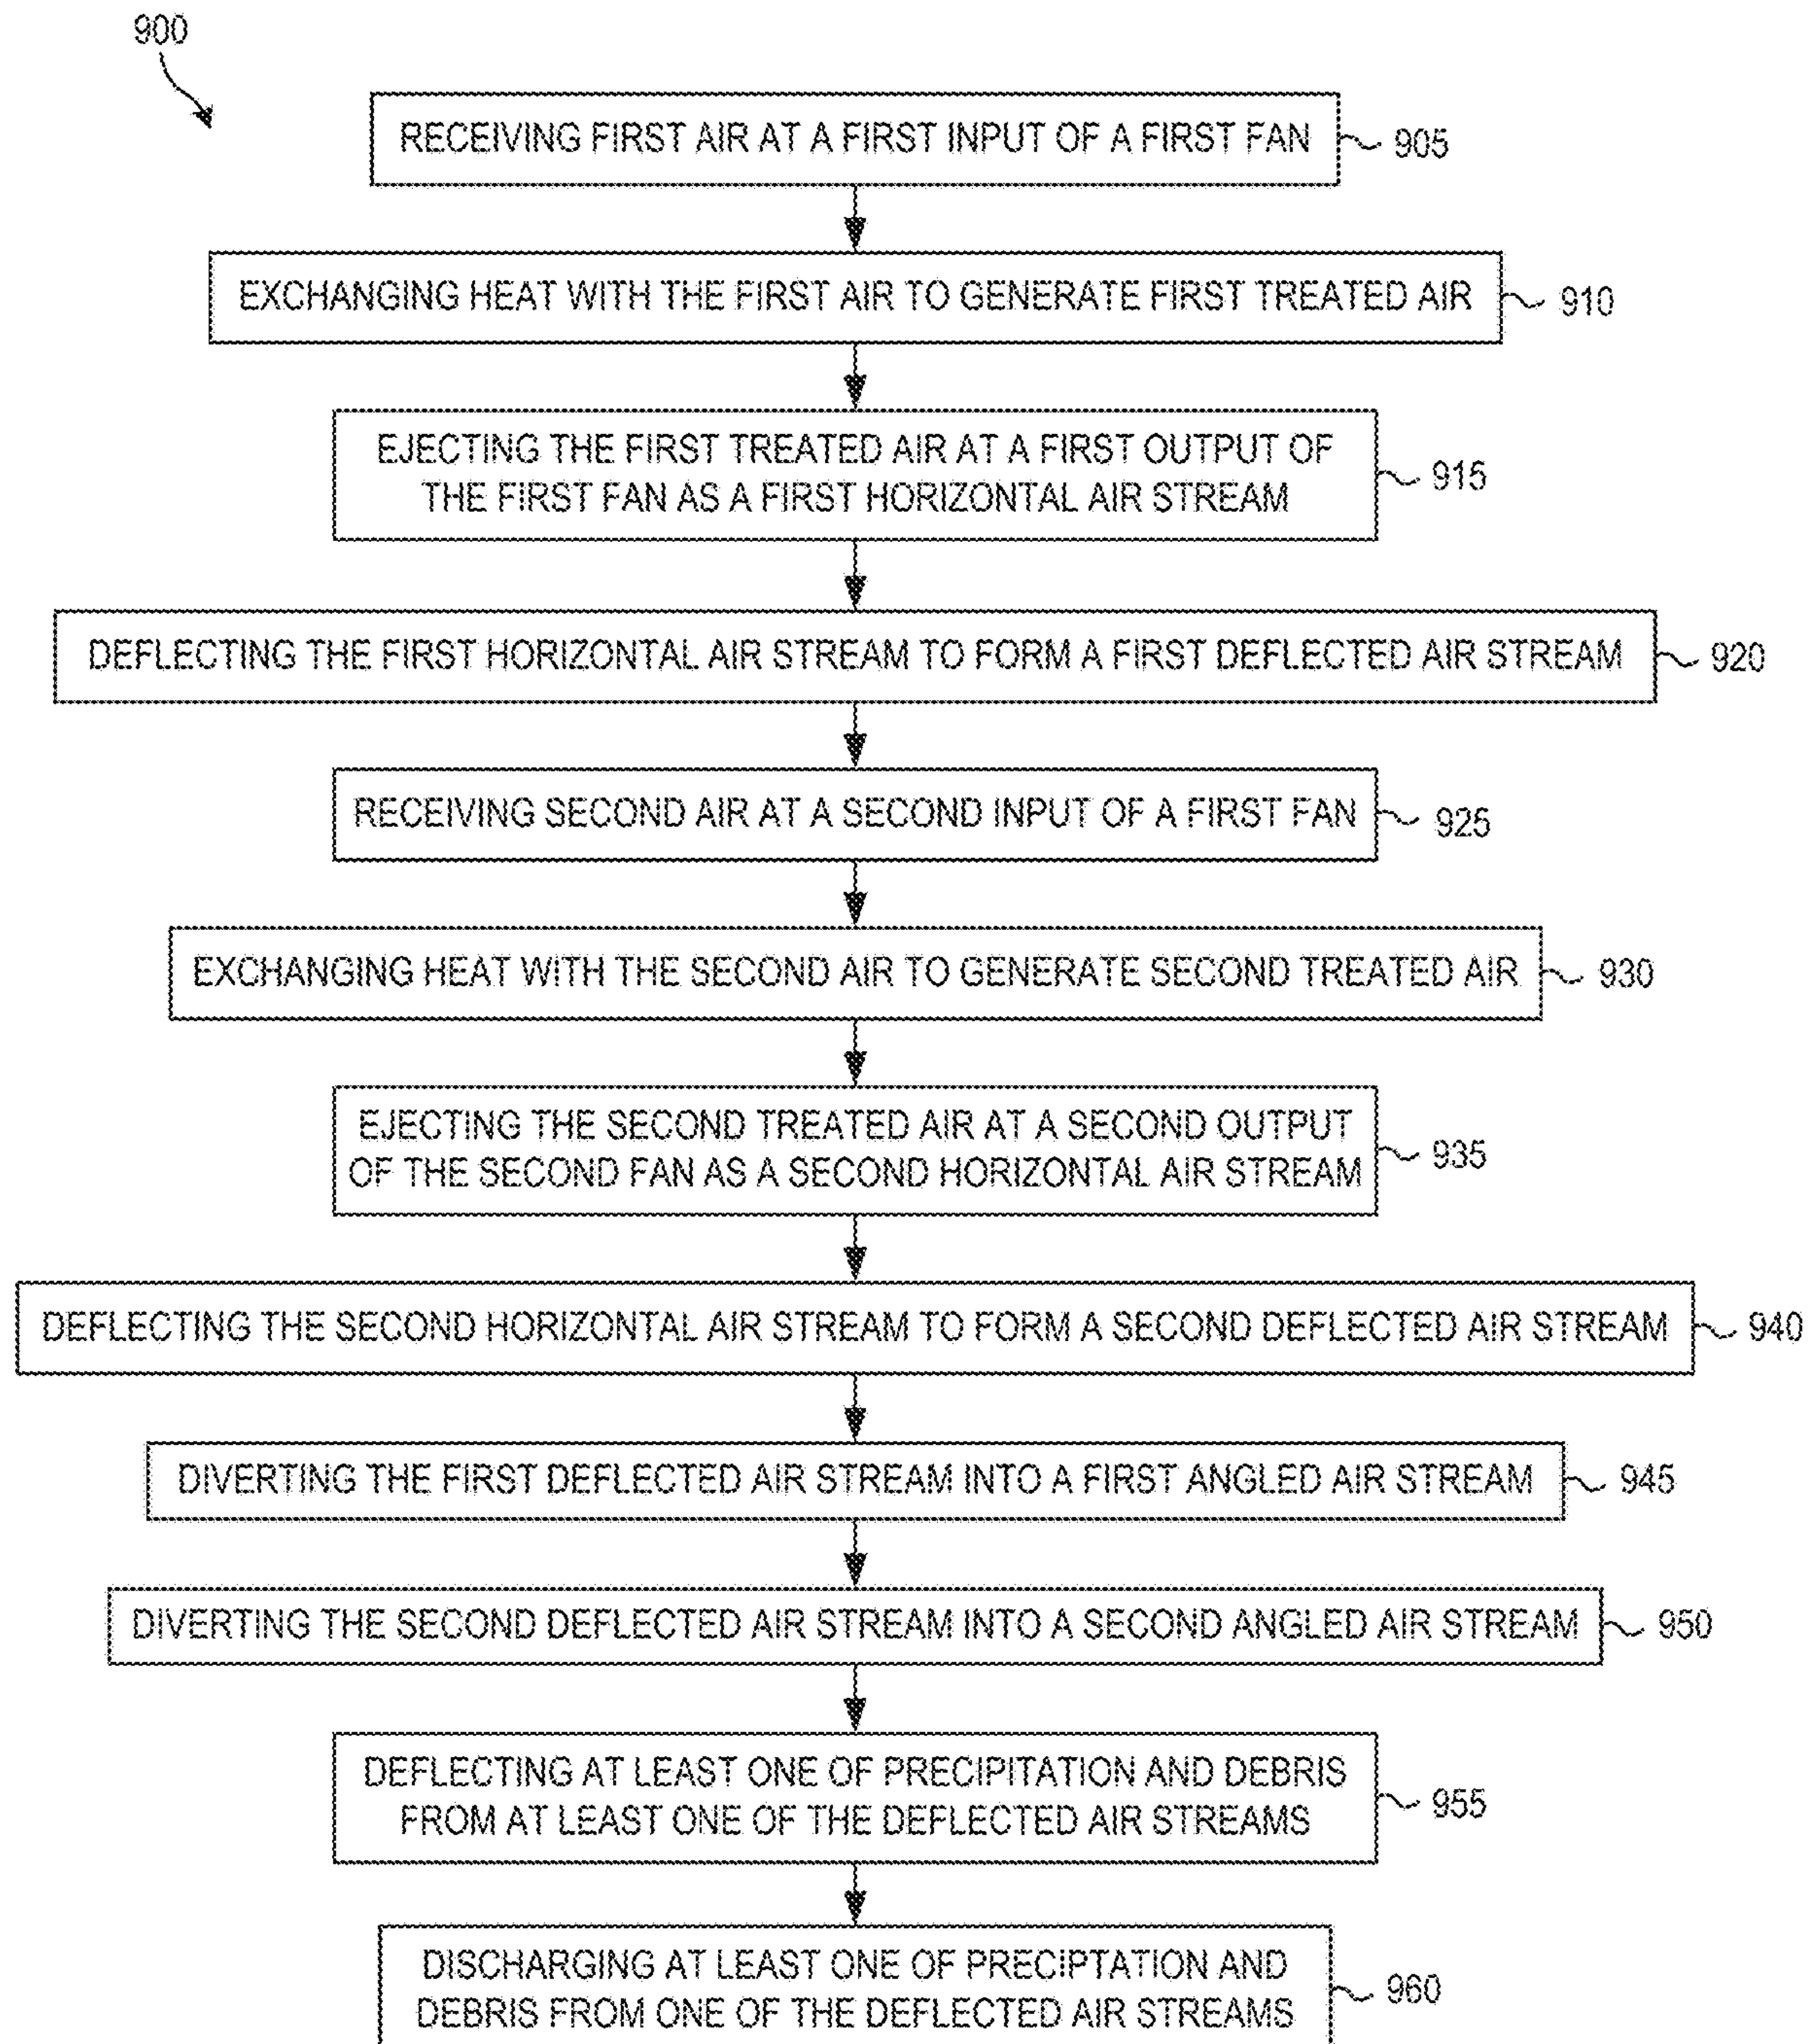 900
RECEIVING FIRST AIR AT A FIRST INPUT OF A FIRST FAN
905
EXCHANGING HEAT WITH THE FIRST AIR TO GENERATE FIRST TREATED AIR
910
EJECTING THE FIRST TREATED AIR AT A FIRST OUTPUT OF
THE FIRST FAN AS A FIRST HORIZONTAL AIR STREAM
915
DEFLECTING THE FIRST HORIZONTAL AIR STREAM TO FORM A FIRST DEFLECTED AIR STREAM
920
RECEIVING SECOND AIR AT A SECOND INPUT OF A FIRST FAN
925
EXCHANGING HEAT WITH THE SECOND AIR TO GENERATE SECOND TREATED AIR
930
EJECTING THE SECOND TREATED AIR AT A SECOND OUTPUT
OF THE SECOND FAN AS A SECOND HORIZONTAL AIR STREAM
935
DEFLECTING THE SECOND HORIZONTAL AIR STREAM TO FORM A SECOND DEFLECTED AIR STREAM
940
DIVERTING THE FIRST DEFLECTED AIR STREAM INTO A FIRST ANGLED AIR STREAM
945
DIVERTING THE SECOND DEFLECTED AIR STREAM INTO A SECOND ANGLED AIR STREAM
950
DEFLECTING AT LEAST ONE OF PRECIPITATION AND DEBRIS
FROM AT LEAST ONE OF THE DEFLECTED AIR STREAMS
955
DISCHARGING AT LEAST ONE OF PRECIPTATION AND
DEBRIS FROM ONE OF THE DEFLECTED AIR STREAMS
960